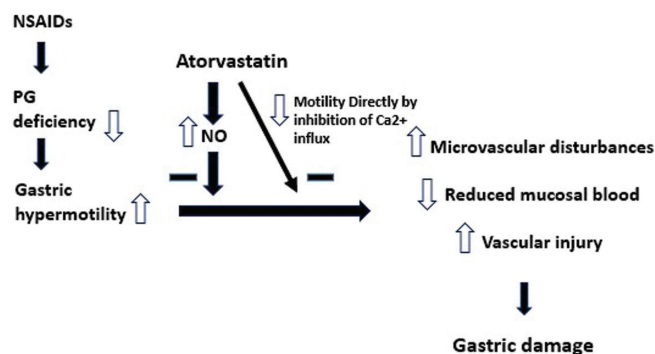 NSAIDs
PG
deficiency
Gastric
hypermotility
Atorvastatin
NO
Motility Directly by
inhibition of Ca2+
influx
Microvascular disturbances
Reduced mucosal blood
Vascular injury
Gastric damage